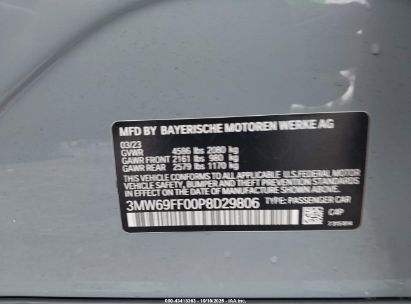 MFD BY BAYERISCHE MOTOREN WERKE AG
03/23
GVWR 4586 lbs 2080 kg
GAWR FRONT 2161 lbs 980 kg
GAWR REAR 2579 lbs 1170 kg
THIS VEHICLE CONFORMS TO ALL APPLICABLE U.S. FEDERAL MOTOR
VEHICLE SAFETY, BUMPER, AND THEFT PREVENTION STANDARDS
IN EFFECT ON THE DATE OF MANUFACTURE SHOWN ABOVE.
3MW69FF00P8D29806 TYPE: PASSENGER CAR
C4P